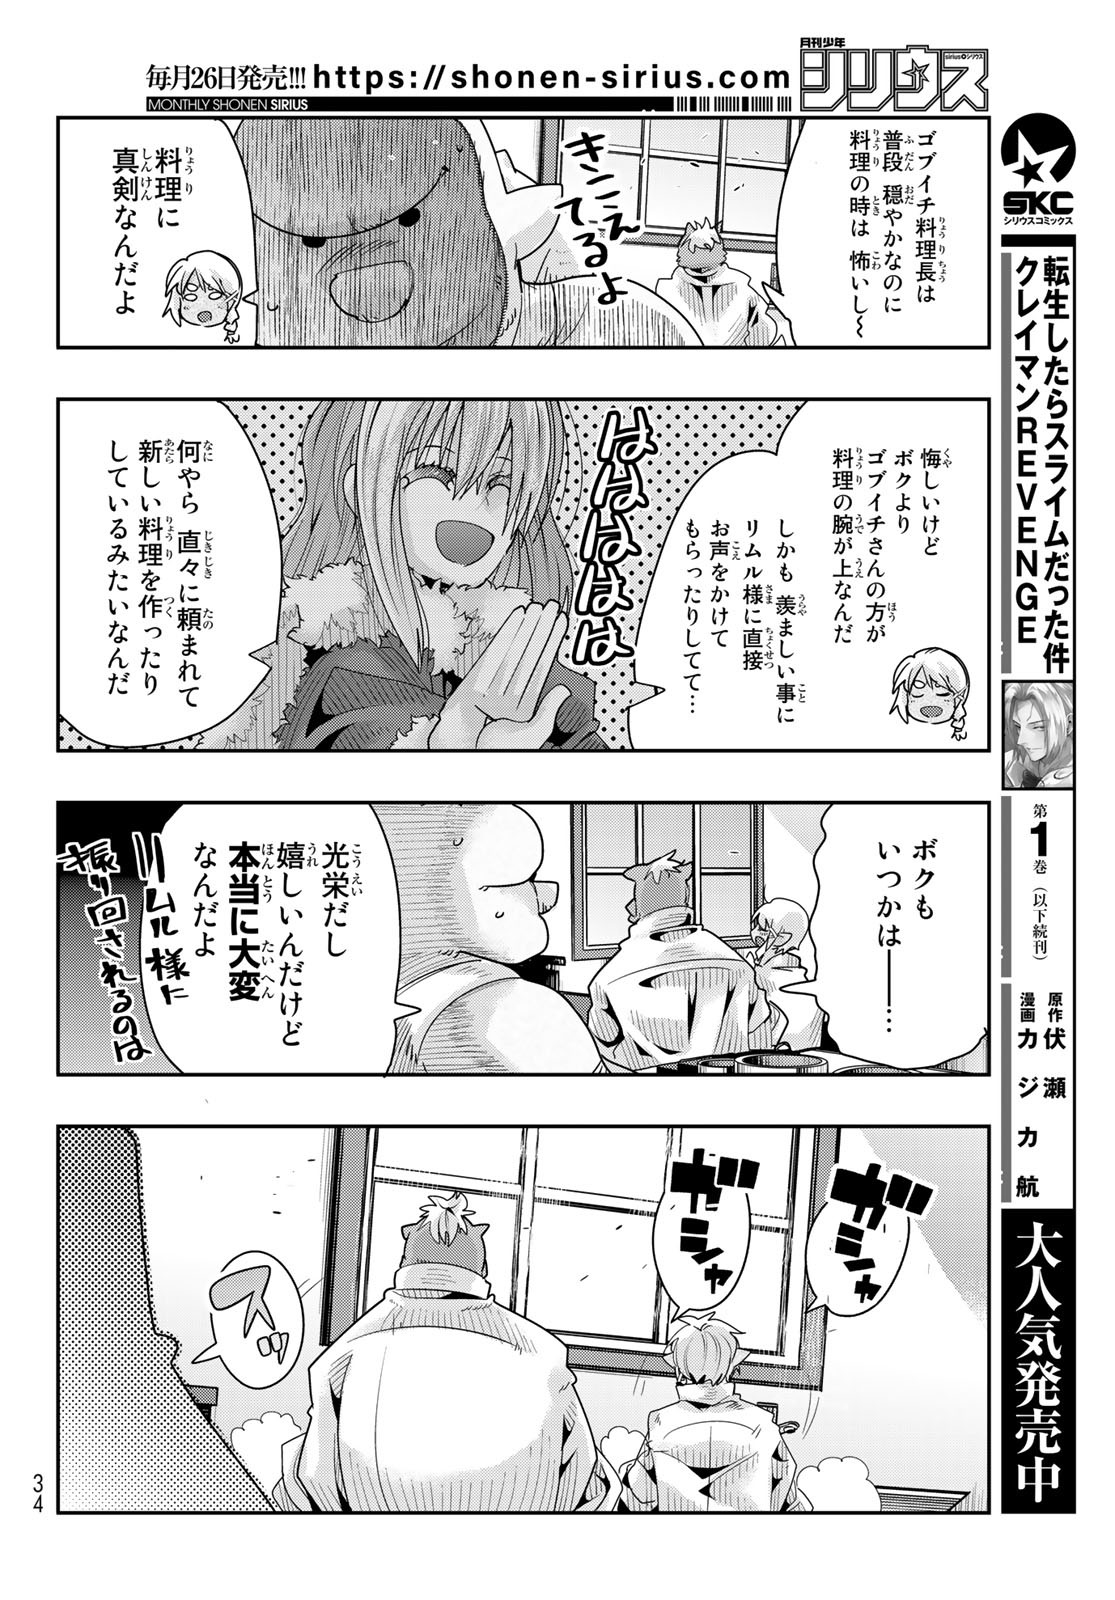 毎月26日発売!!! https://shonen-sirius.com
MONTHLY SHONEN SIRIUS
月刊少年
シリウス
sirius シリウス
ゴブイチ料理長は
普段 穏やかなのに
料理の時は 怖いし〜
きこえ
てるよ
料理に
真剣なんだよ
悔しいけど
ボクより
ゴブイチさんの方が
料理の腕が上なんだ
しかも 羨ましい事に
リムル様に直接
お声をかけて
もらったりしてて…
はははははは
何やら 直々に頼まれて
新しい料理を作ったり
しているみたいなんだ
ボクも
いつかは——…
光栄だし
嬉しいんだけど
本当に大変
なんだよ
リムル様に
振り回されるのは
ガシャ
ガシャ
スッ
34
SKC
シリウスコミックス
転生したらスライムだった件
クレイマンREVENGE
第1巻（以下続刊）
原作 伏瀬
漫画 カジカ航
大人気発売中